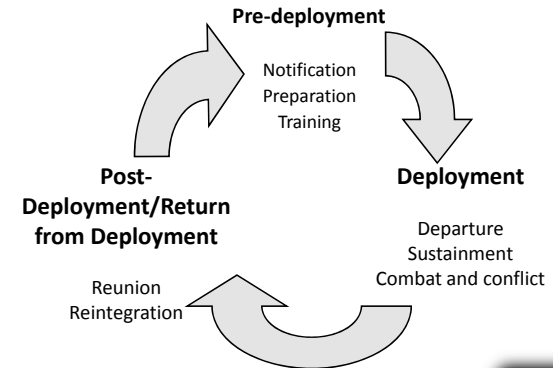 Pre-deployment
Notification
Preparation
Training
Deployment
Departure
Sustainment
Combat and conflict
Post-
Deployment/Return
from Deployment
Reunion
Reintegration